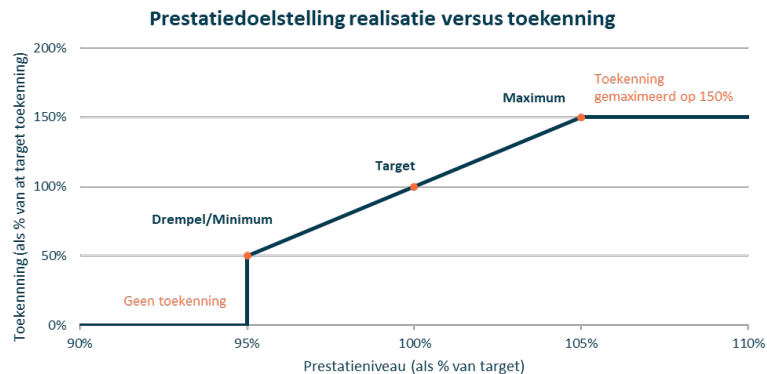 Prestatiedoelstelling realisatie versus toekenning
Toekennning (als % van at target toekenning)
200%
150%
100%
50%
0%
Toekenning
gemaximeerd op 150%
Maximum
Target
Drempel/Minimum
Geen toekenning
90%
95%
100%
105%
110%
Prestatieniveau (als % van target)